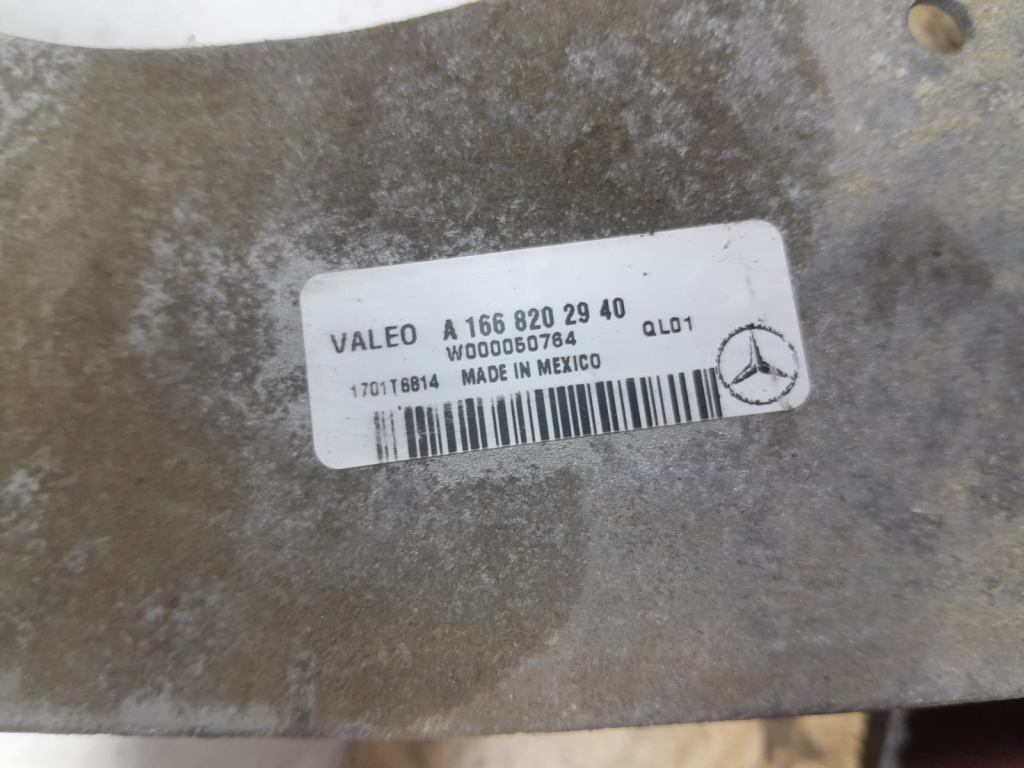 VALEO A 166 820 29 40 QL01
W000050764
1701T6814 MADE IN MEXICO